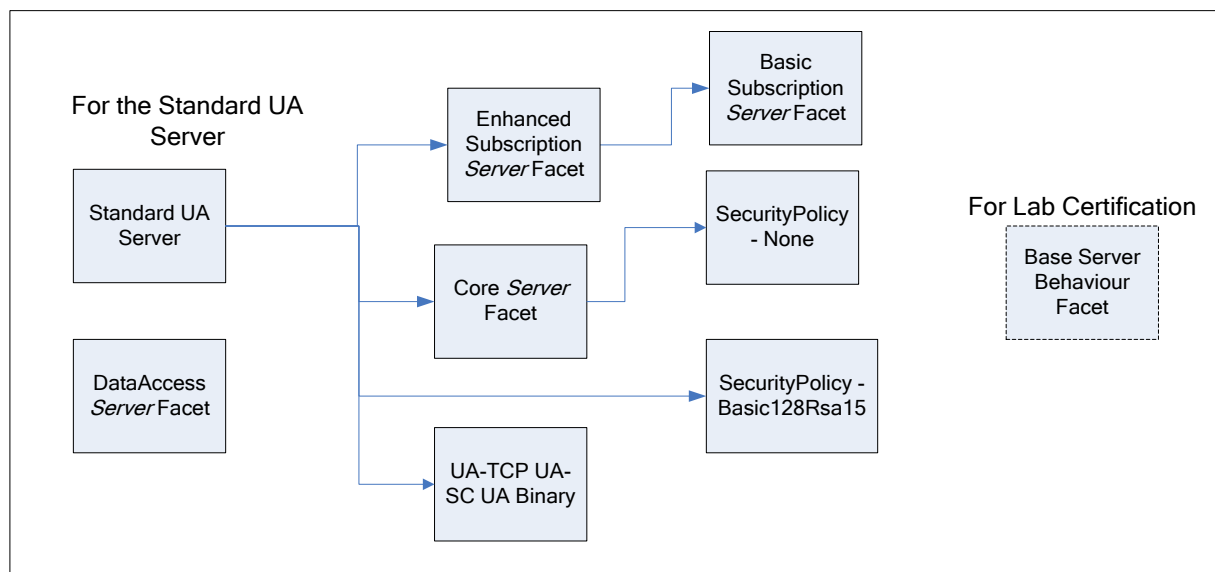 For the Standard UA
Server
Standard UA
Server
DataAccess
Server Facet
Enhanced
Subscription
Server Facet
Core Server
Facet
UA-TCP UA-
SC UA Binary
Basic
Subscription
Server Facet
SecurityPolicy
- None
SecurityPolicy -
Basic128Rsa15
For Lab Certification
Base Server
Behaviour
Facet